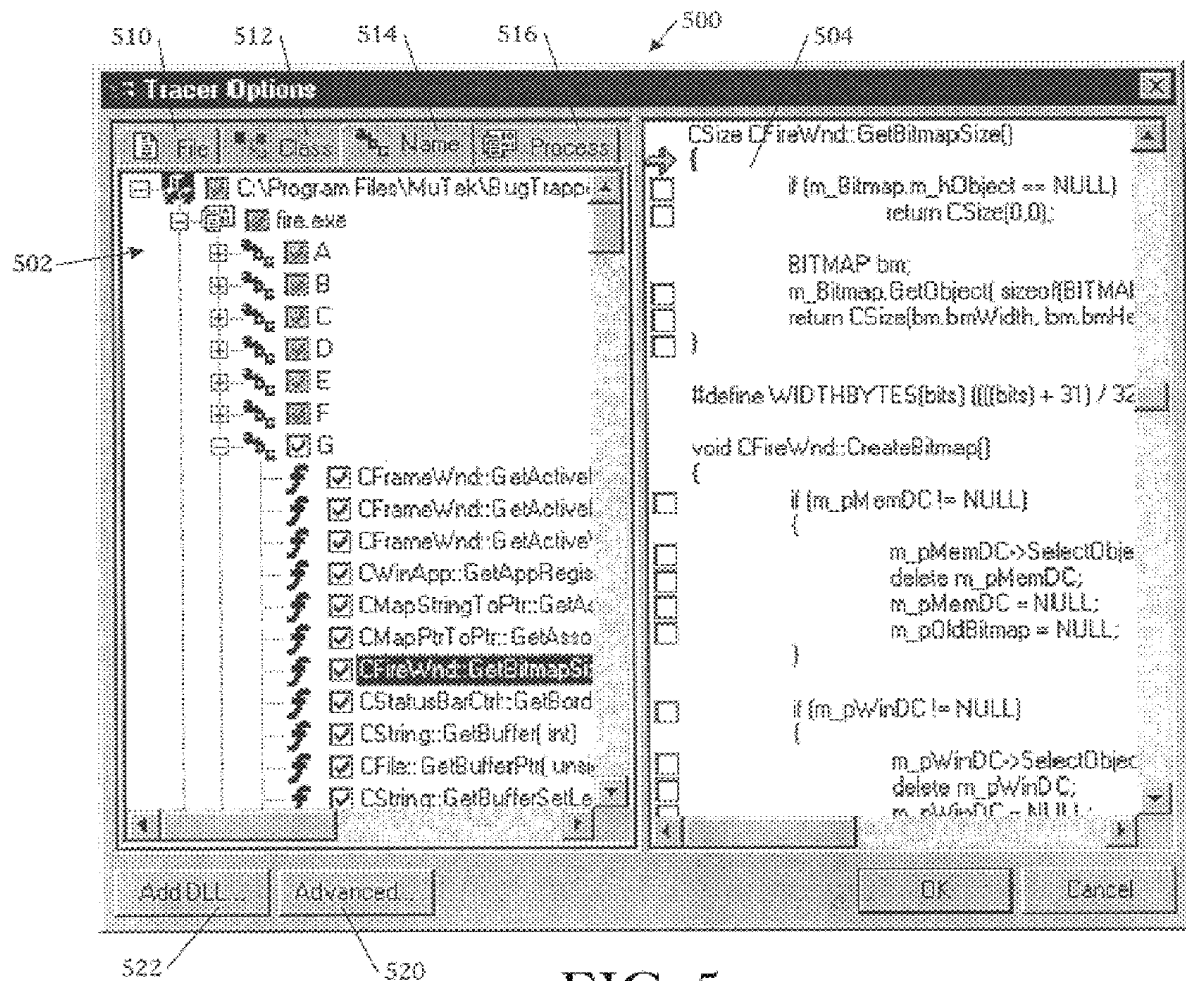 510 512 514 516 500 504
Tracer Options
File Class Name Process
C:\Program Files\MuTek\BugTrappe
fire.exe
502
A
B
C
D
E
F
G
CFrameWnd::GetActive
CFrameWnd::GetActive
CFrameWnd::GetActive
CWinApp::GetAppRegis
CMapStringToPtr::GetA
CMapPtrToPtr::GetAsso
CFireWnd::GetBitmapSi
CStatusBarCtrl::GetBord
CString::GetBuffer( int)
CFile::GetBufferPtr( unsi
CString::GetBufferSetLe
CSize CFireWnd::GetBitmapSize()
{
if (m_Bitmap.m_hObject == NULL)
return CSize(0,0);
BITMAP bm;
m_Bitmap.GetObject( sizeof(BITMA
return CSize(bm.bmWidth, bm.bmHe
}
#define WIDTHBYTES(bits) ((((bits) + 31) / 32
void CFireWnd::CreateBitmap()
{
if (m_pMemDC != NULL)
{
m_pMemDC->SelectObje
delete m_pMemDC;
m_pMemDC = NULL;
m_pOldBitmap = NULL;
}
if (m_pWinDC != NULL)
{
m_pWinDC->SelectObjec
delete m_pWinDC;
m_pWinDC = NULL;
Add DLL... Advanced... OK Cancel
522 520
FIG. 5